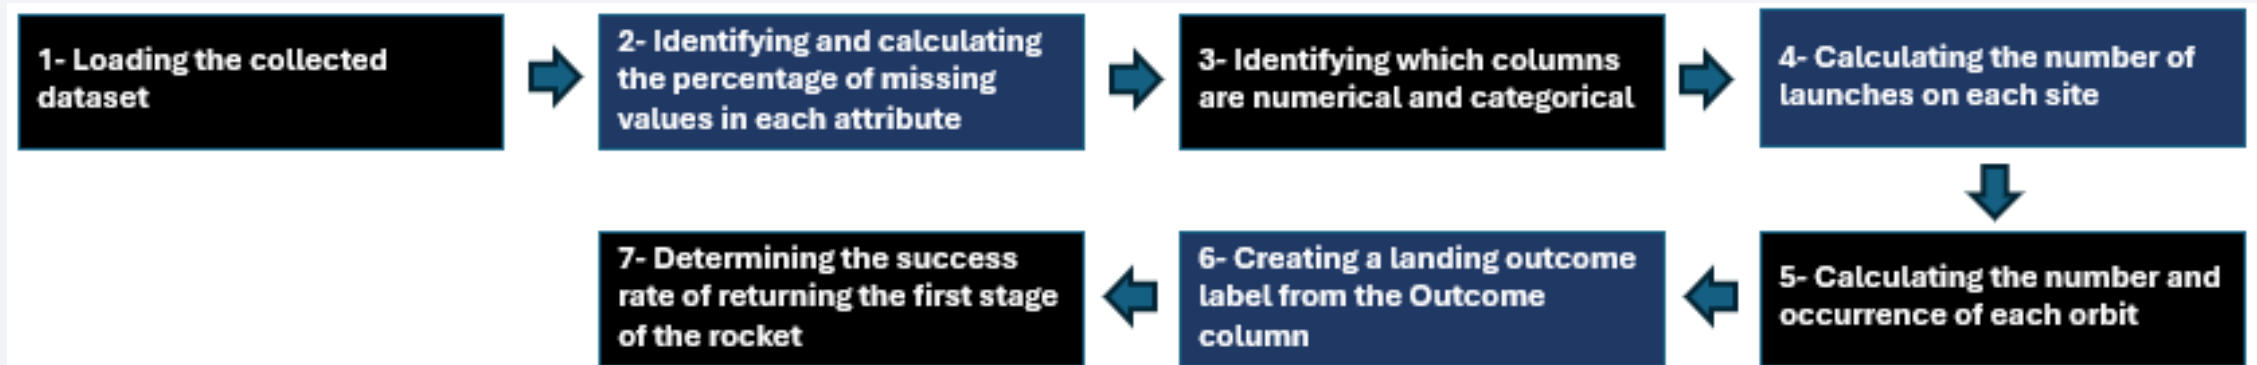 1- Loading the collected
dataset
2- Identifying and calculating
the percentage of missing
values in each attribute
3- Identifying which columns
are numerical and categorical
4- Calculating the number of
launches on each site
5- Calculating the number and
occurrence of each orbit
6- Creating a landing outcome
label from the Outcome
column
7- Determining the success
rate of returning the first stage
of the rocket